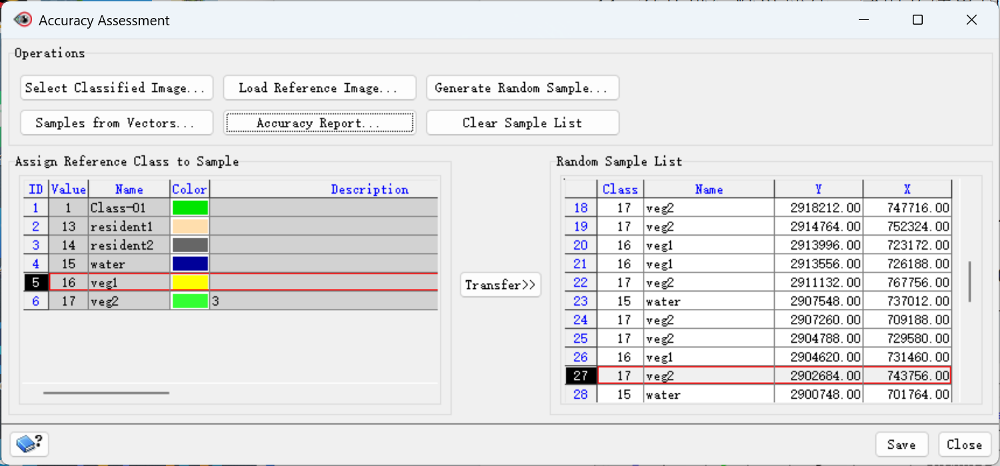 Accuracy Assessment
Operations
Select Classified Image... Load Reference Image... Generate Random Sample...
Samples from Vectors... Accuracy Report... Clear Sample List
Assign Reference Class to Sample
ID Value Name Color Description
1 1 Class-01
2 13 resident1
3 14 resident2
4 15 water
5 16 veg1
6 17 veg2 3
Transfer>>
Random Sample List
Class Name Y X
18 17 veg2 2918212.00 747716.00
19 17 veg2 2914764.00 752324.00
20 16 veg1 2913996.00 723172.00
21 16 veg1 2913556.00 726188.00
22 17 veg2 2911132.00 767756.00
23 15 water 2907548.00 737012.00
24 17 veg2 2907260.00 709188.00
25 17 veg2 2904788.00 729580.00
26 16 veg1 2904620.00 731460.00
27 17 veg2 2902684.00 743756.00
28 15 water 2900748.00 701764.00
? Save Close